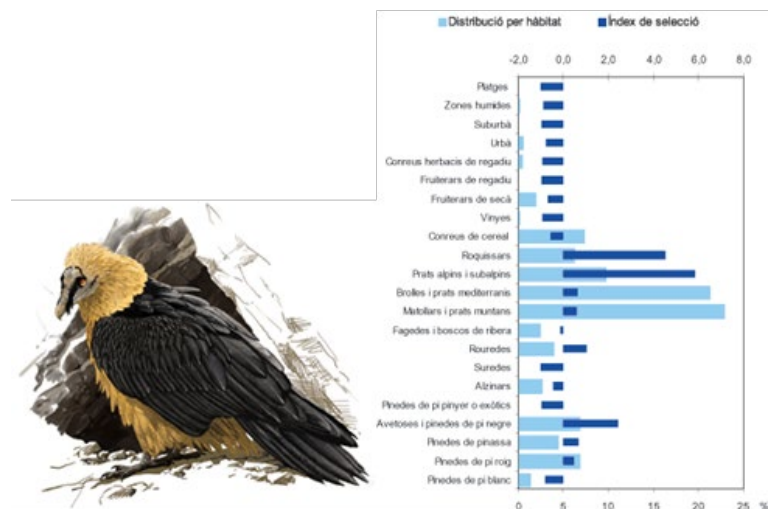 Distribució per hàbitat Índex de selecció
-2,0 0,0 2,0 4,0 6,0 8,0
Platges
Zones humides
Suburbà
Urbà
Conreus herbacis de regadiu
Fruiterars de regadiu
Fruiterars de secà
Vinyes
Conreus de cereal
Roquissars
Prats alpins i subalpins
Brolles i prats mediterranis
Matollars i prats muntans
Fagedes i boscos de ribera
Rouredes
Suredes
Alzinars
Pinedes de pi pinyer o exòtics
Avetoses i pinedes de pi negre
Pinedes de pinassa
Pinedes de pi roig
Pinedes de pi blanc
0 5 10 15 20 25 %